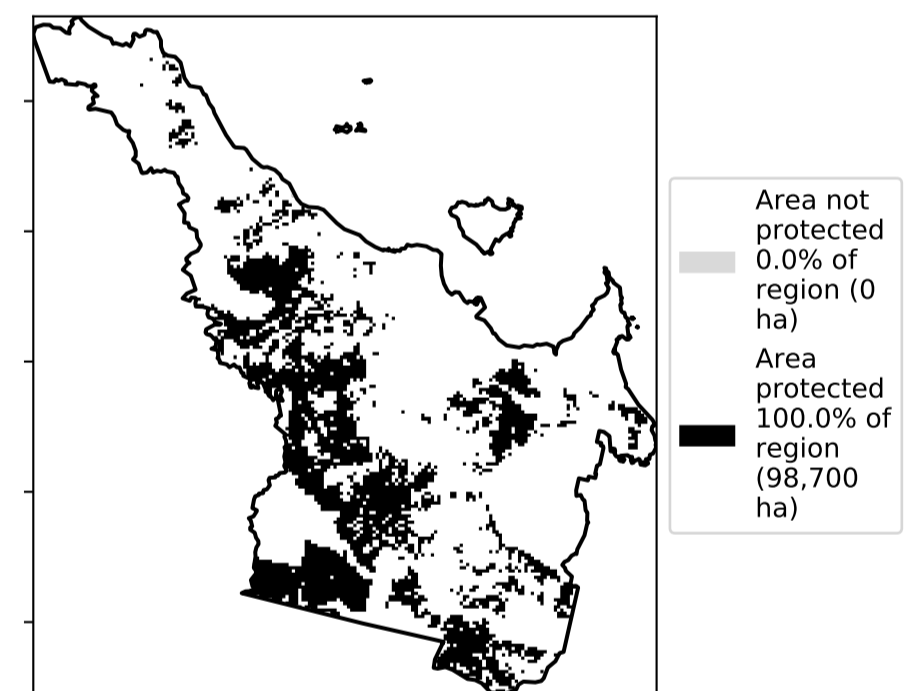 Area not
protected
0.0% of
region (0
ha)
Area
protected
100.0% of
region
(98,700
ha)